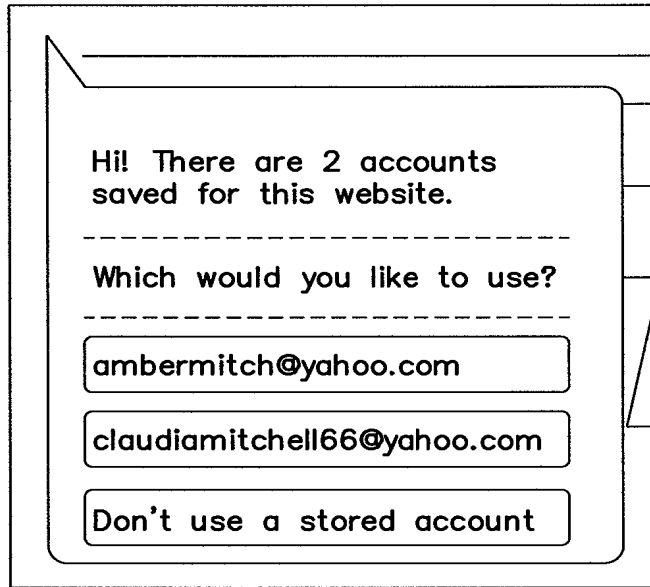 Hi! There are 2 accounts
saved for this website.
Which would you like to use?
ambermitch@yahoo.com
claudiamitchell66@yahoo.com
Don't use a stored account